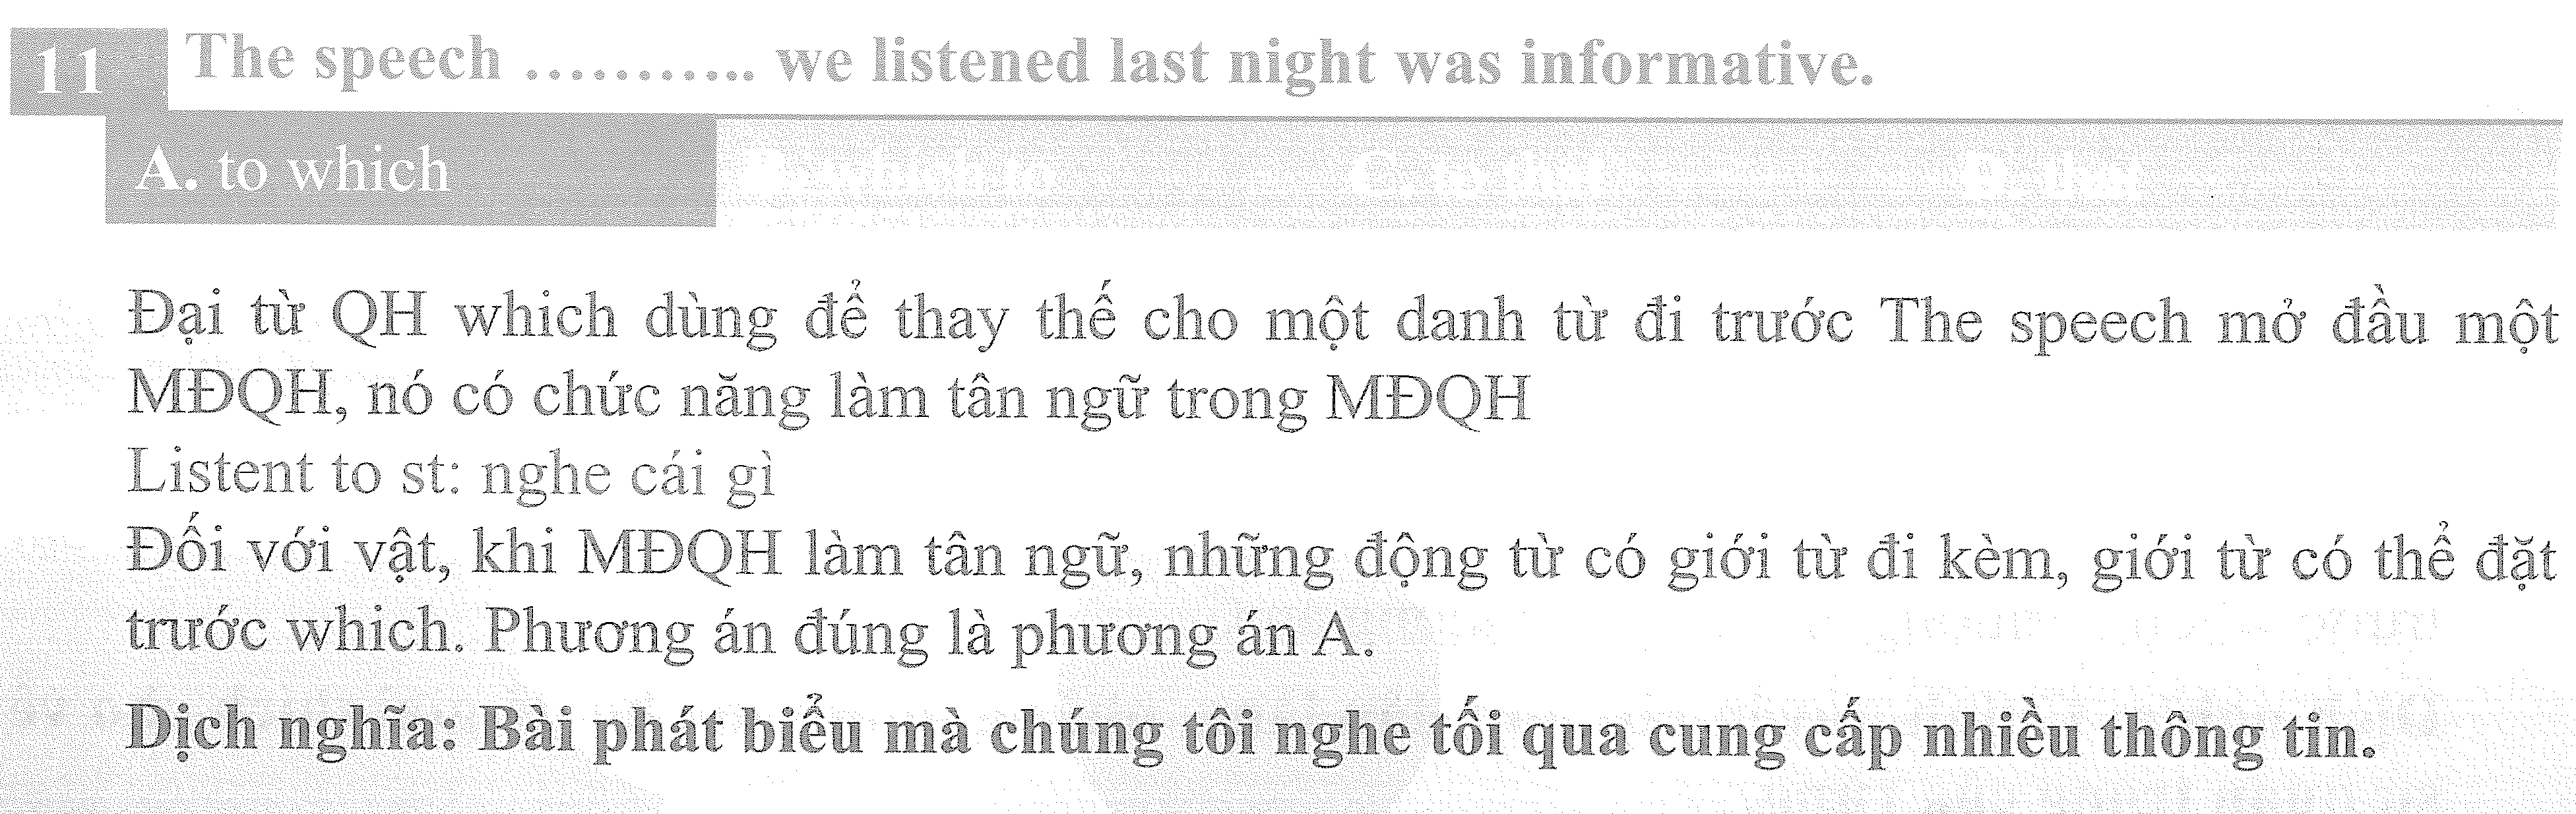 11 The speech ........... we listened last night was informative.
A. to which
Đại từ QH which dùng để thay thế cho một danh từ đi trước The speech mở đầu một
MĐQH, nó có chức năng làm tân ngữ trong MĐQH
Listent to st: nghe cái gì
Đối với vật, khi MĐQH làm tân ngữ, những động từ có giới từ đi kèm, giới từ có thể đặt
trước which. Phương án đúng là phương án A.
Dịch nghĩa: Bài phát biểu mà chúng tôi nghe tối qua cung cấp nhiều thông tin.